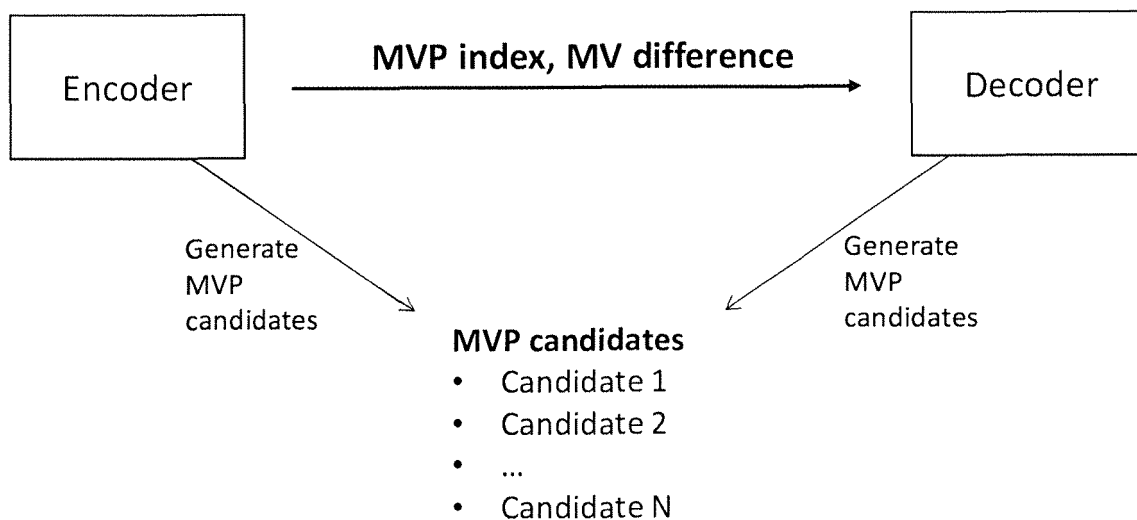 Encoder
MVP index, MV difference
Decoder
Generate
MVP
candidates
Generate
MVP
candidates
MVP candidates
• Candidate 1
• Candidate 2
• ...
• Candidate N